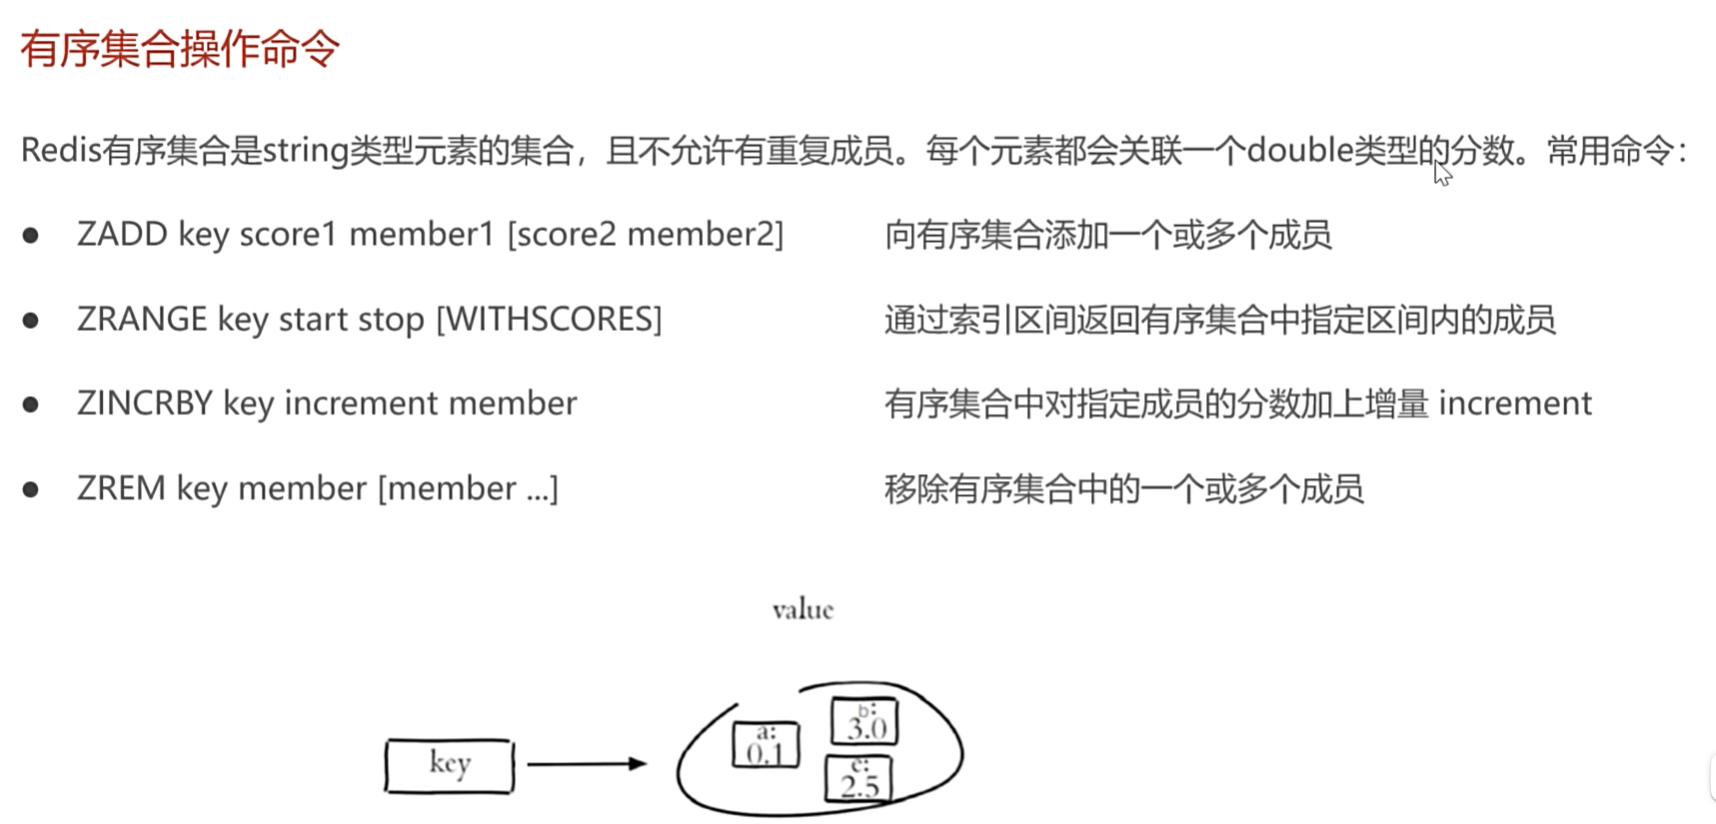 有序集合操作命令
Redis有序集合是string类型元素的集合，且不允许有重复成员。每个元素都会关联一个double类型的分数。常用命令：
● ZADD key score1 member1 [score2 member2] 向有序集合添加一个或多个成员
● ZRANGE key start stop [WITHSCORES] 通过索引区间返回有序集合中指定区间内的成员
● ZINCRBY key increment member 有序集合中对指定成员的分数加上增量 increment
● ZREM key member [member ...] 移除有序集合中的一个或多个成员
value
key
a:
0.1
b:
3.0
c:
2.5